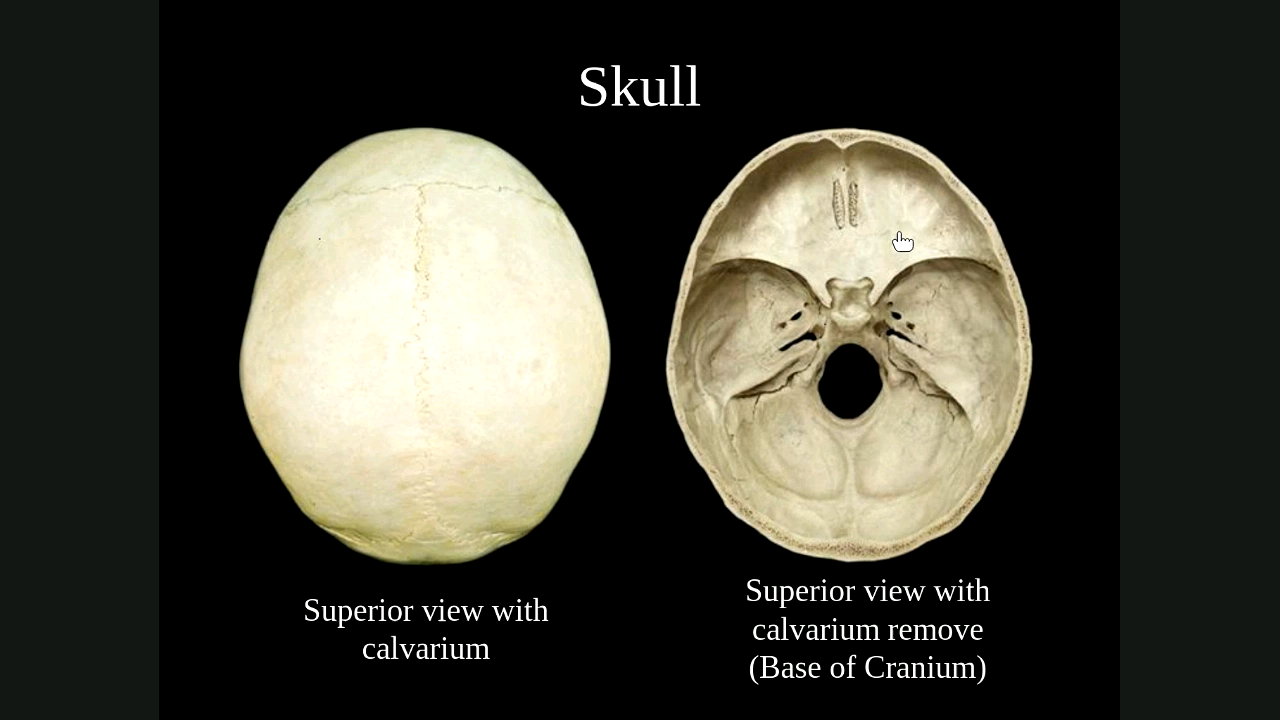 Skull
Superior view with
calvarium
Superior view with
calvarium remove
(Base of Cranium)